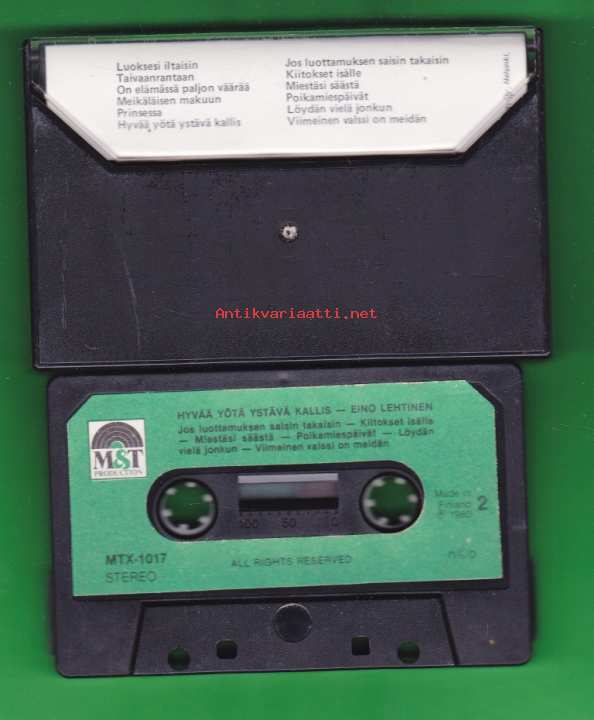 Luoksesi iltaisin
Taivaanrantaan
On elämässä paljon väärää
Meikäläisen makuun
Prinsessa
Hyvää yötä ystävä kallis
Jos luottamuksen saisin takaisin
Kiitokset isälle
Miestäsi säästä
Poikamiespäivät
Löydän vielä jonkun
Viimeinen valssi on meidän
Helsinki,
Antikvariaatti.net
HYVÄÄ YÖTÄ YSTÄVÄ KALLIS — EINO LEHTINEN
Jos luottamuksen saisin takaisin — Kiitokset isälle
— Miestäsi säästä — Poikamiespäivät — Löydän
vielä jonkun — Viimeinen valssi on meidän
M&T
PRODUCTION
100 50 0
Made in
Finland
℗ 1980
2
MTX-1017
STEREO
ALL RIGHTS RESERVED
n©b